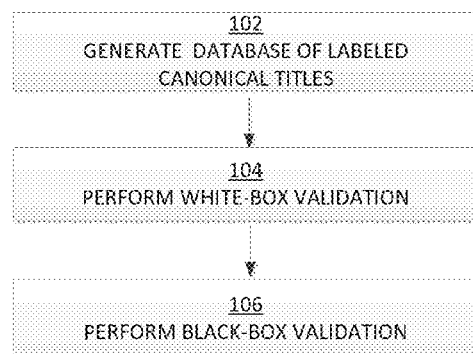 102
GENERATE DATABASE OF LABELED
CANONICAL TITLES
104
PERFORM WHITE-BOX VALIDATION
106
PERFORM BLACK-BOX VALIDATION